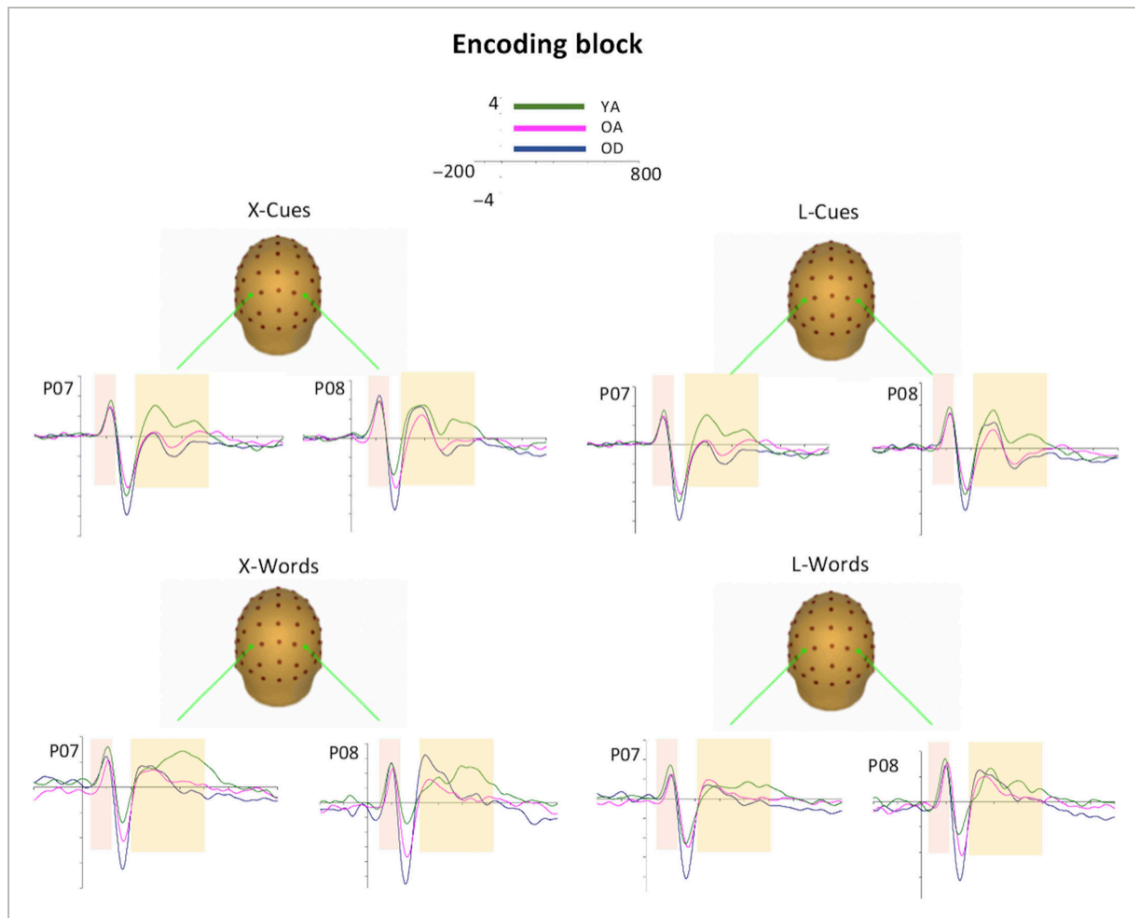 Encoding block
4
YA
OA
OD
−200
800
−4
X-Cues
L-Cues
P07
P08
P07
P08
X-Words
L-Words
P07
P08
P07
P08